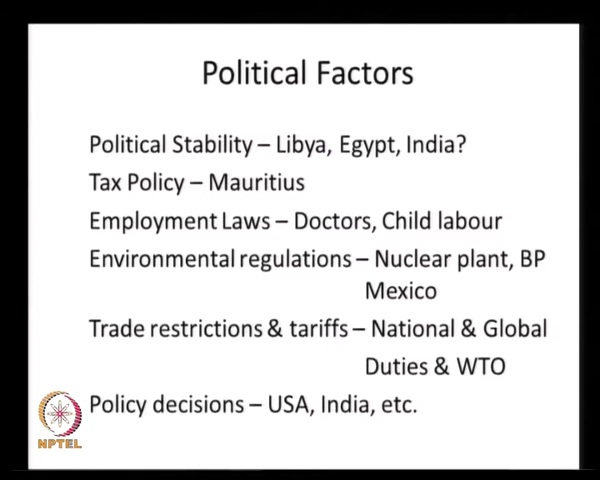 Political Factors
Political Stability – Libya, Egypt, India?
Tax Policy – Mauritius
Employment Laws – Doctors, Child labour
Environmental regulations – Nuclear plant, BP
Mexico
Trade restrictions & tariffs – National & Global
Duties & WTO
Policy decisions – USA, India, etc.
NPTEL